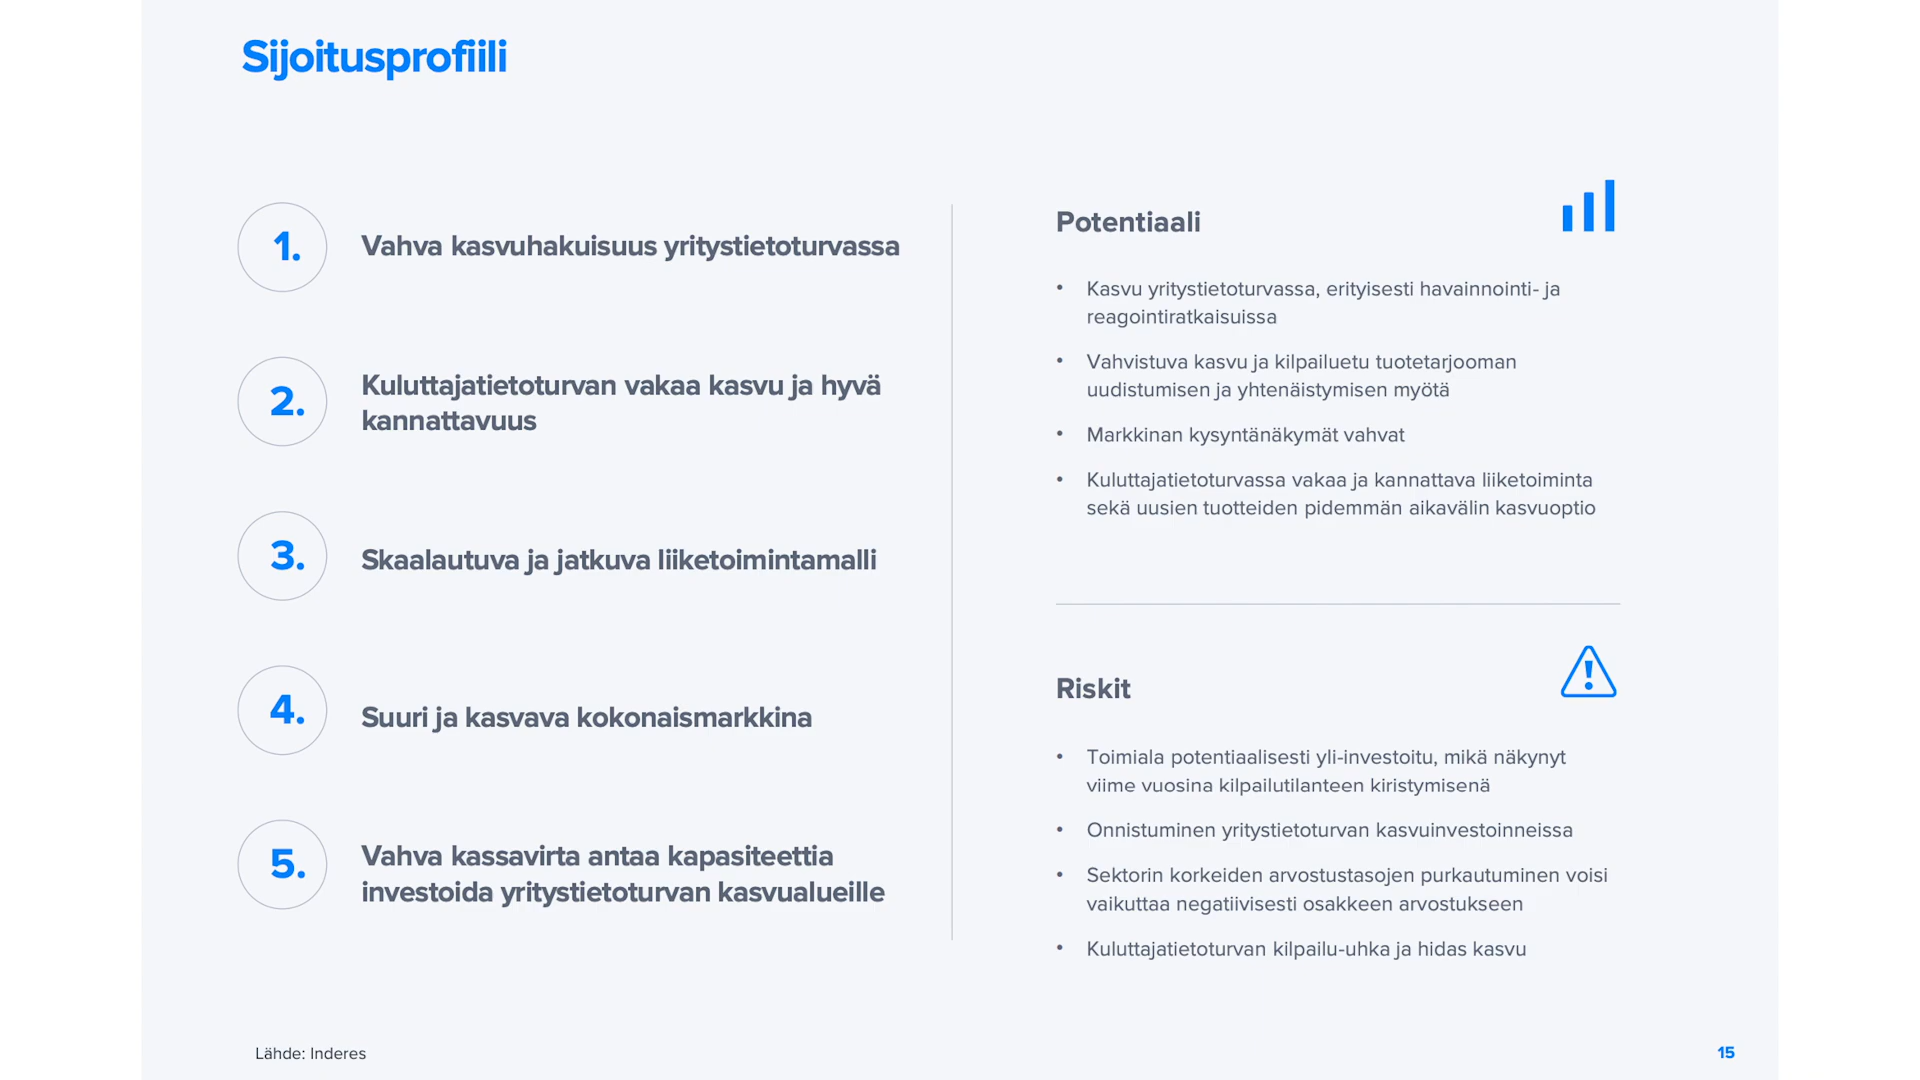 Sijoitusprofiili
1.
Vahva kasvuhakuisuus yritystietoturvassa
2.
Kuluttajatietoturvan vakaa kasvu ja hyvä
kannattavuus
3.
Skaalautuva ja jatkuva liiketoimintamalli
4.
Suuri ja kasvava kokonaismarkkina
5.
Vahva kassavirta antaa kapasiteettia
investoida yritystietoturvan kasvualueille
Potentiaali
• Kasvu yritystietoturvassa, erityisesti havainnointi- ja
reagointiratkaisuissa
• Vahvistuva kasvu ja kilpailuetu tuotetarjooman
uudistumisen ja yhtenäistymisen myötä
• Markkinan kysyntänäkymät vahvat
• Kuluttajatietoturvassa vakaa ja kannattava liiketoiminta
sekä uusien tuotteiden pidemmän aikavälin kasvuoptio
Riskit
• Toimiala potentiaalisesti yli-investoitu, mikä näkynyt
viime vuosina kilpailutilanteen kiristymisenä
• Onnistuminen yritystietoturvan kasvuinvestoinneissa
• Sektorin korkeiden arvostustasojen purkautuminen voisi
vaikuttaa negatiivisesti osakkeen arvostukseen
• Kuluttajatietoturvan kilpailu-uhka ja hidas kasvu
Lähde: Inderes
15